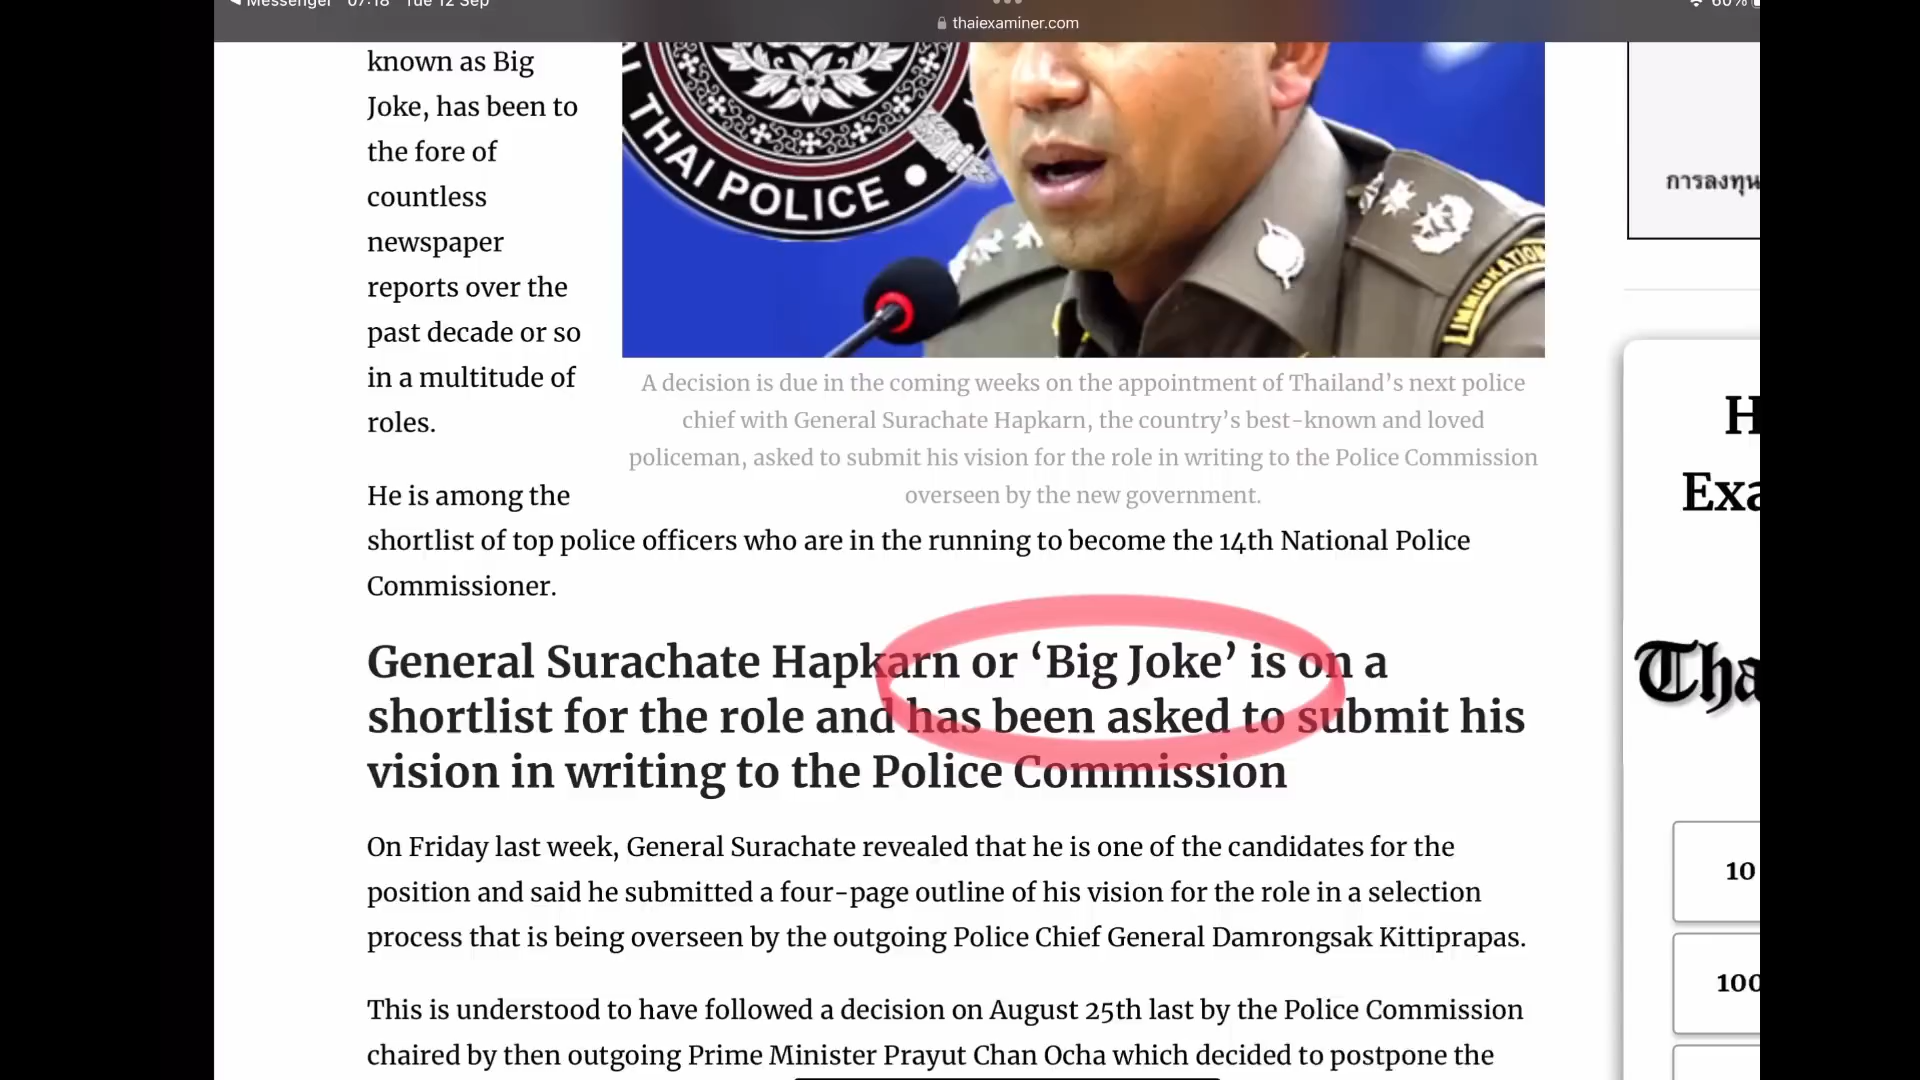 Messenger 07:18 Tue 12 Sep
60%
thaiexaminer.com
known as Big
Joke, has been to
the fore of
countless
newspaper
reports over the
past decade or so
in a multitude of
roles.
THAI POLICE
IMMIGRATION
A decision is due in the coming weeks on the appointment of Thailand’s next police
chief with General Surachate Hapkarn, the country’s best-known and loved
policeman, asked to submit his vision for the role in writing to the Police Commission
overseen by the new government.
He is among the
shortlist of top police officers who are in the running to become the 14th National Police
Commissioner.
General Surachate Hapkarn or ‘Big Joke’ is on a
shortlist for the role and has been asked to submit his
vision in writing to the Police Commission
On Friday last week, General Surachate revealed that he is one of the candidates for the
position and said he submitted a four-page outline of his vision for the role in a selection
process that is being overseen by the outgoing Police Chief General Damrongsak Kittiprapas.
This is understood to have followed a decision on August 25th last by the Police Commission
chaired by then outgoing Prime Minister Prayut Chan Ocha which decided to postpone the
การลงทุน
H
Exa
Tha
10
100